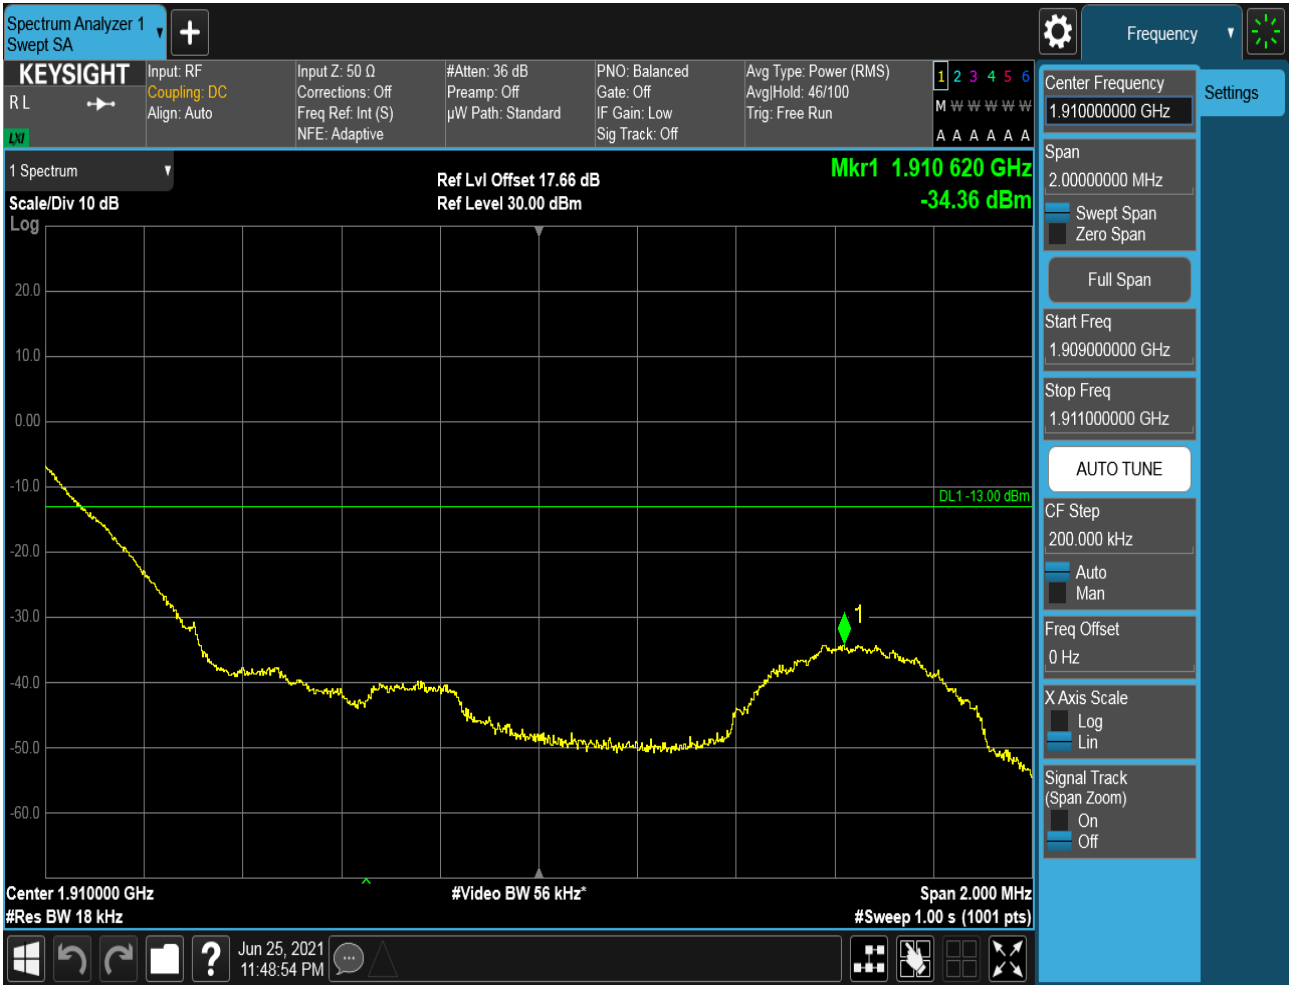 Spectrum Analyzer 1
Swept SA
Frequency
KEYSIGHT
R L
LXI
Input: RF
Coupling: DC
Align: Auto
Input Z: 50 Ω
Corrections: Off
Freq Ref: Int (S)
NFE: Adaptive
#Atten: 36 dB
Preamp: Off
µW Path: Standard
PNO: Balanced
Gate: Off
IF Gain: Low
Sig Track: Off
Avg Type: Power (RMS)
Avg|Hold: 46/100
Trig: Free Run
1 2 3 4 5 6
M W W W W W
A A A A A A
Center Frequency
1.910000000 GHz
Settings
1 Spectrum
Scale/Div 10 dB
Log
Ref Lvl Offset 17.66 dB
Ref Level 30.00 dBm
Mkr1 1.910 620 GHz
-34.36 dBm
Span
2.00000000 MHz
Swept Span
Zero Span
Full Span
Start Freq
1.909000000 GHz
Stop Freq
1.911000000 GHz
AUTO TUNE
CF Step
200.000 kHz
Auto
Man
Freq Offset
0 Hz
X Axis Scale
Log
Lin
Signal Track
(Span Zoom)
On
Off
20.0
10.0
0.00
-10.0
-20.0
-30.0
-40.0
-50.0
-60.0
DL1 -13.00 dBm
1
Center 1.910000 GHz
#Res BW 18 kHz
#Video BW 56 kHz*
Span 2.000 MHz
#Sweep 1.00 s (1001 pts)
?
Jun 25, 2021
11:48:54 PM